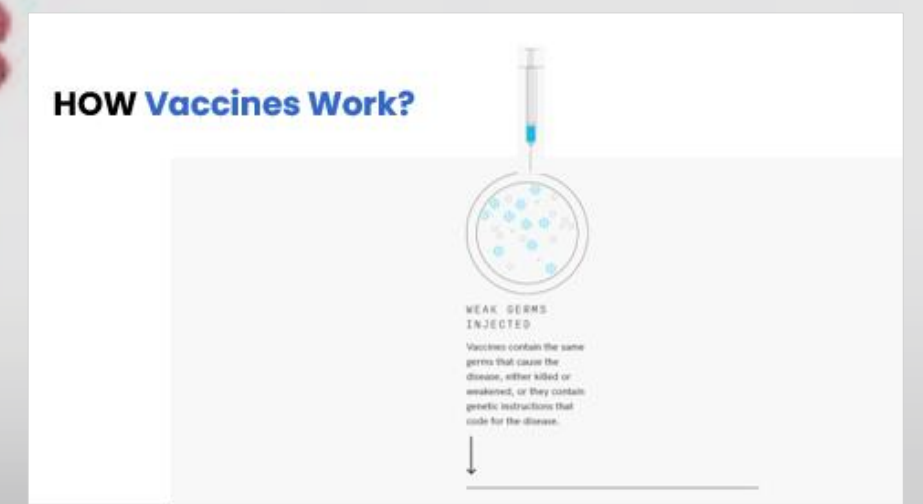 HOW Vaccines Work?
WEAK GERMS
INJECTED
Vaccines contain the same
germs that cause the
disease, either killed or
weakened, or they contain
genetic instructions that
code for the disease.